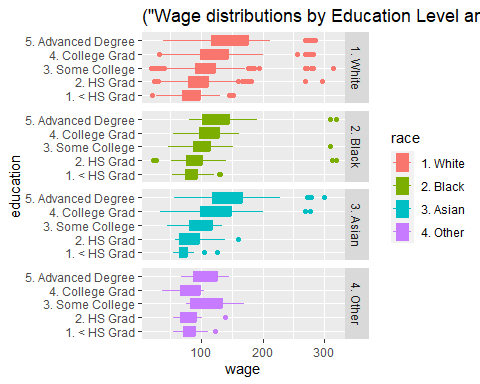 ("Wage distributions by Education Level ar
5. Advanced Degree
4. College Grad
3. Some College
2. HS Grad
1. < HS Grad
1. White
5. Advanced Degree
4. College Grad
3. Some College
2. HS Grad
1. < HS Grad
2. Black
5. Advanced Degree
4. College Grad
3. Some College
2. HS Grad
1. < HS Grad
3. Asian
5. Advanced Degree
4. College Grad
3. Some College
2. HS Grad
1. < HS Grad
4. Other
education
100
200
300
wage
race
1. White
2. Black
3. Asian
4. Other